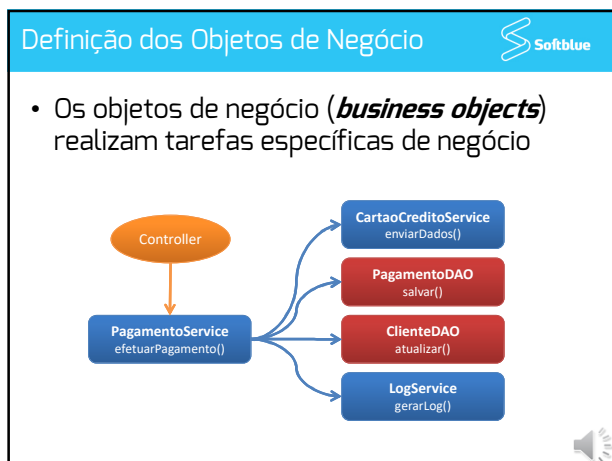 Definição dos Objetos de Negócio
Softblue
• Os objetos de negócio (business objects)
realizam tarefas específicas de negócio
Controller
PagamentoService
efetuarPagamento()
CartaoCreditoService
enviarDados()
PagamentoDAO
salvar()
ClienteDAO
atualizar()
LogService
gerarLog()